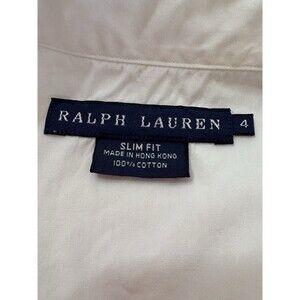 RALPH LAUREN 4
SLIM FIT
MADE IN HONG KONG
100% COTTON